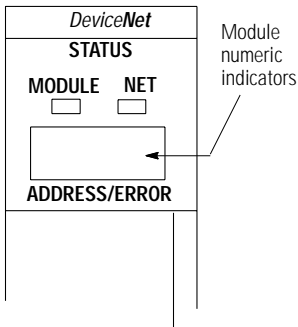 DeviceNet
STATUS
MODULE NET
ADDRESS/ERROR
Module
numeric
indicators